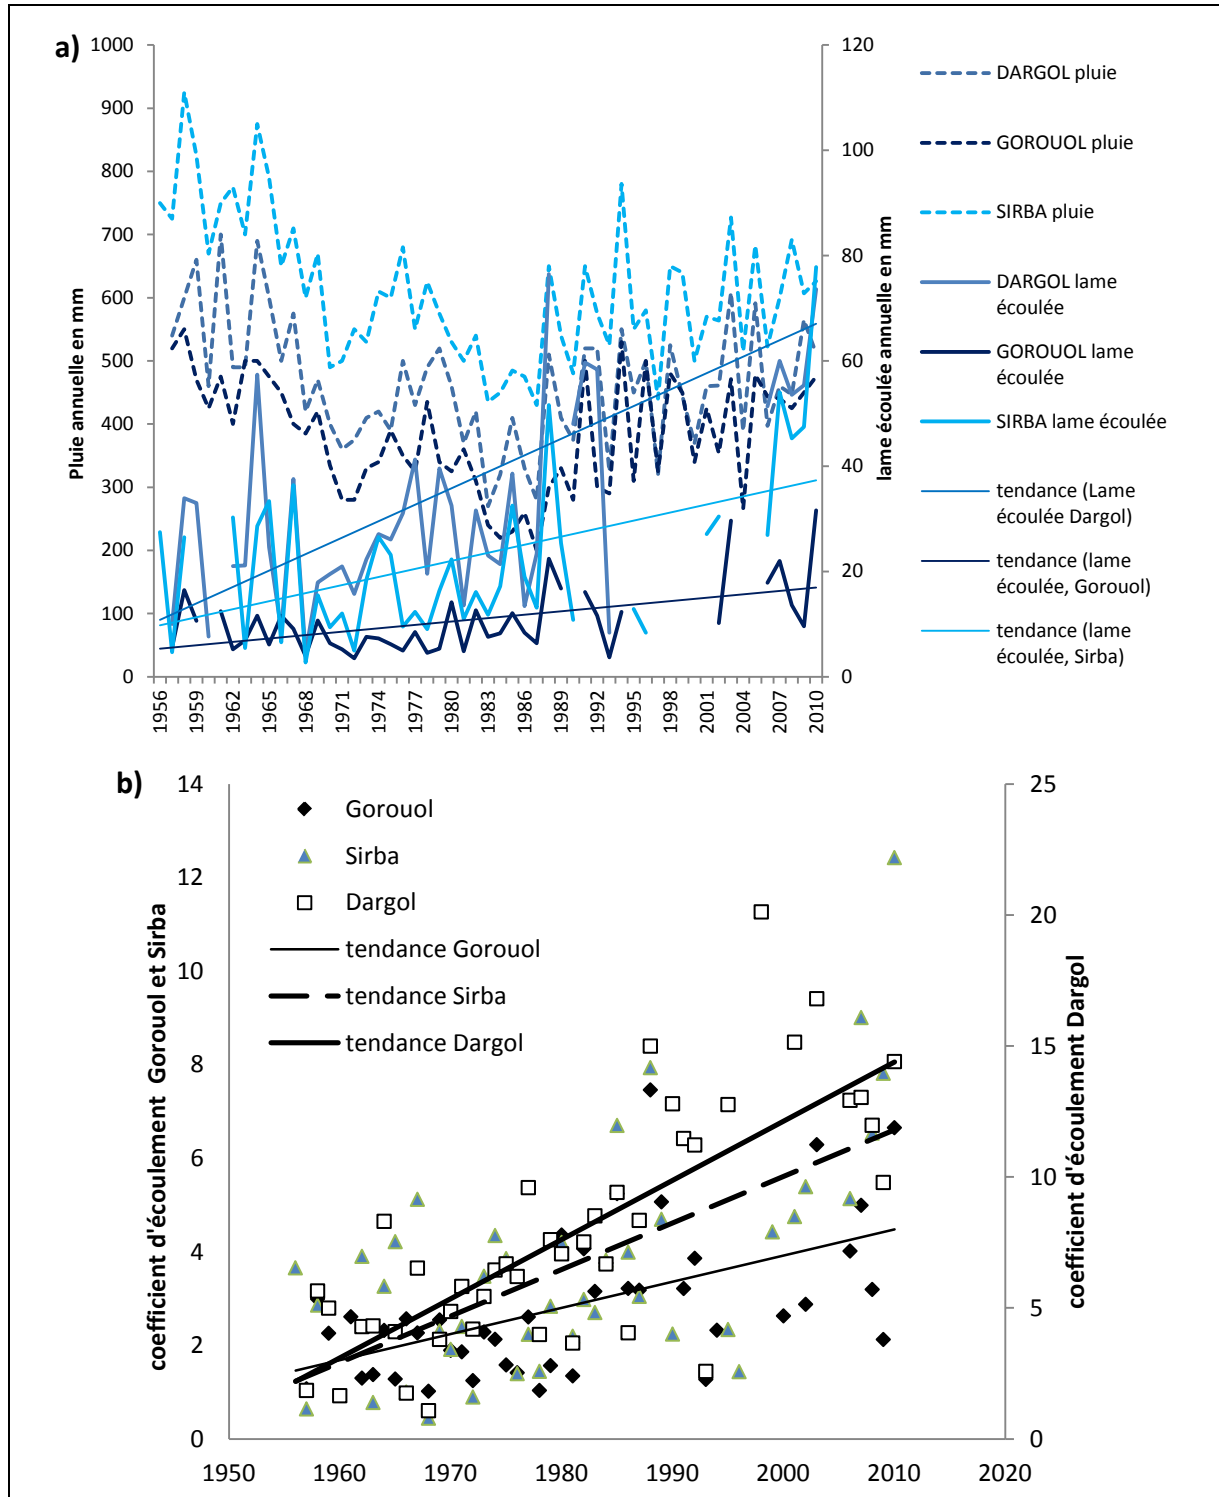 a)
Pluie annuelle en mm
1000
900
800
700
600
500
400
300
200
100
0
120
100
80
60
40
20
0
lame écoulée annuelle en mm
1956
1959
1962
1965
1968
1971
1974
1977
1980
1983
1986
1989
1992
1995
1998
2001
2004
2007
2010
DARGOL pluie
GOROUOL pluie
SIRBA pluie
DARGOL lame
écoulée
GOROUOL lame
écoulée
SIRBA lame écoulée
tendance (Lame
écoulée Dargol)
tendance (lame
écoulée, Gorouol)
tendance (lame
écoulée, Sirba)
b)
coefficient d'écoulement Gorouol et Sirba
14
12
10
8
6
4
2
0
Gorouol
Sirba
Dargol
tendance Gorouol
tendance Sirba
tendance Dargol
25
20
15
10
5
0
coefficient d'écoulement Dargol
1950
1960
1970
1980
1990
2000
2010
2020